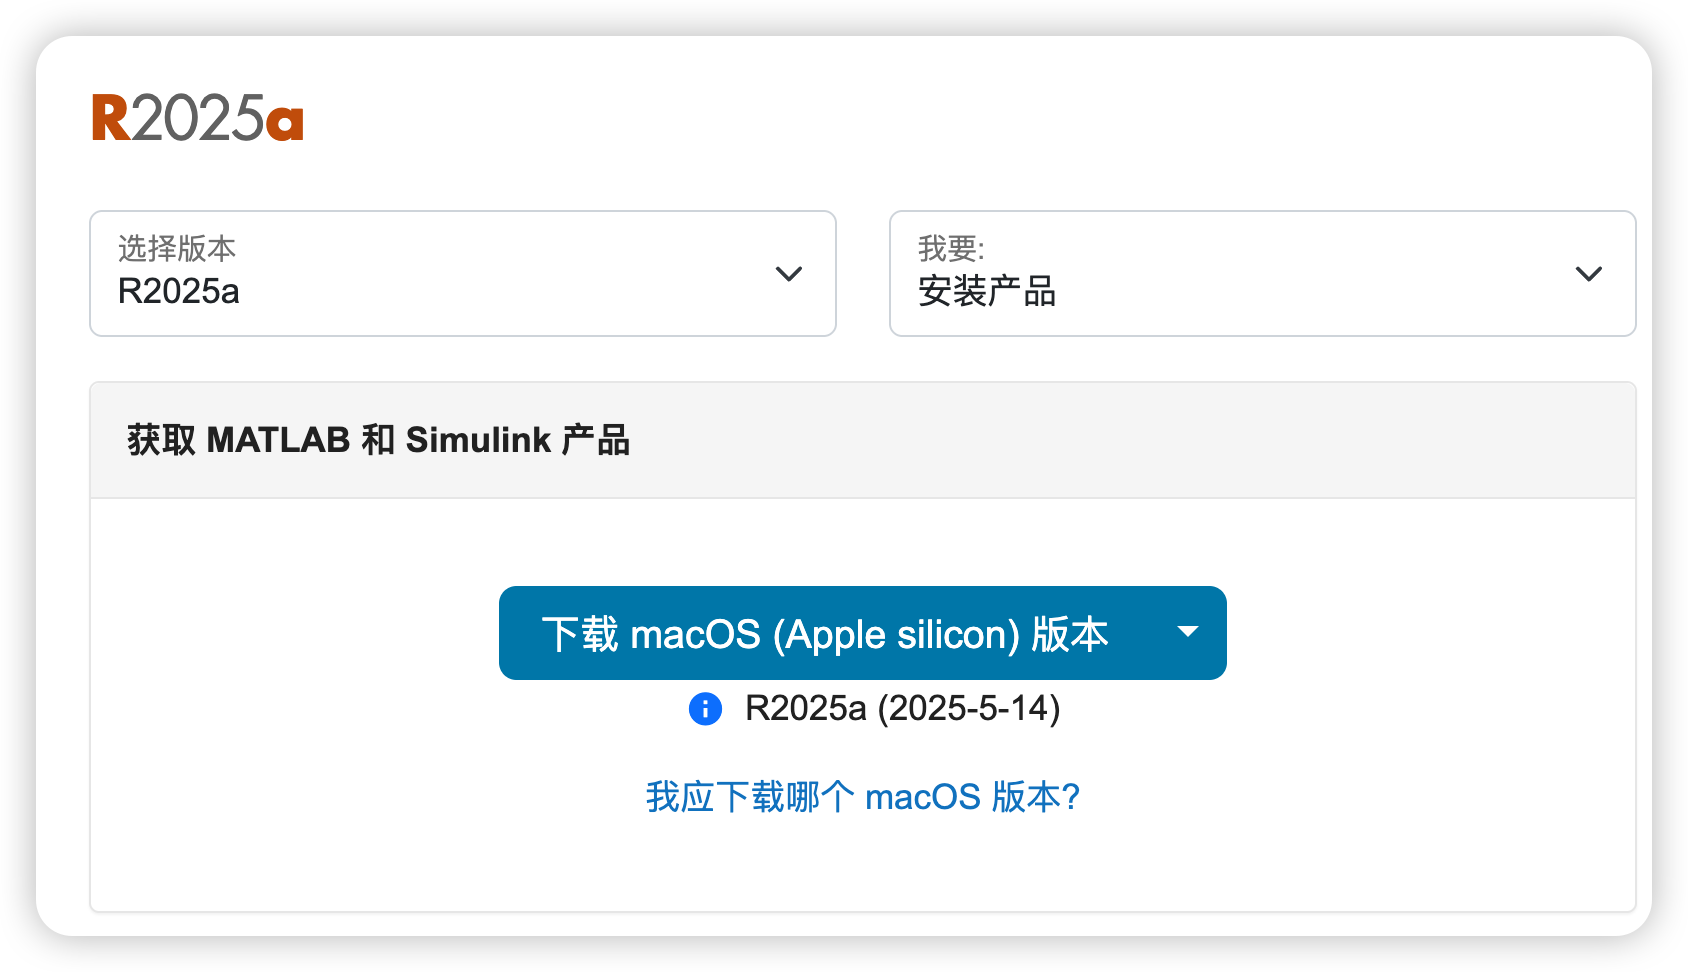 R2025a
选择版本
R2025a
我要:
安装产品
获取 MATLAB 和 Simulink 产品
下载 macOS (Apple silicon) 版本
R2025a (2025-5-14)
我应下载哪个 macOS 版本?